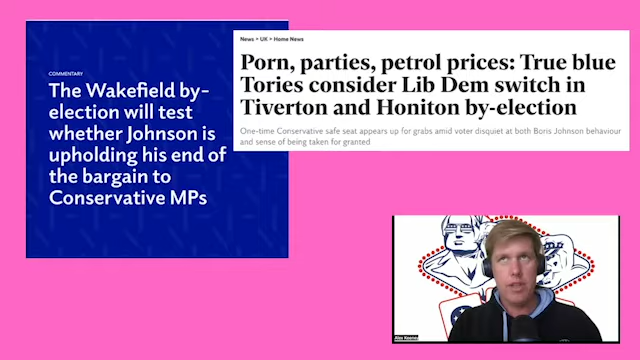 COMMENTARY
The Wakefield by-
election will test
whether Johnson is
upholding his end of
the bargain to
Conservative MPs
News > UK > Home News
Porn, parties, petrol prices: True blue
Tories consider Lib Dem switch in
Tiverton and Honiton by-election
One-time Conservative safe seat appears up for grabs amid voter disquiet at both Boris Johnson behaviour
and sense of being taken for granted